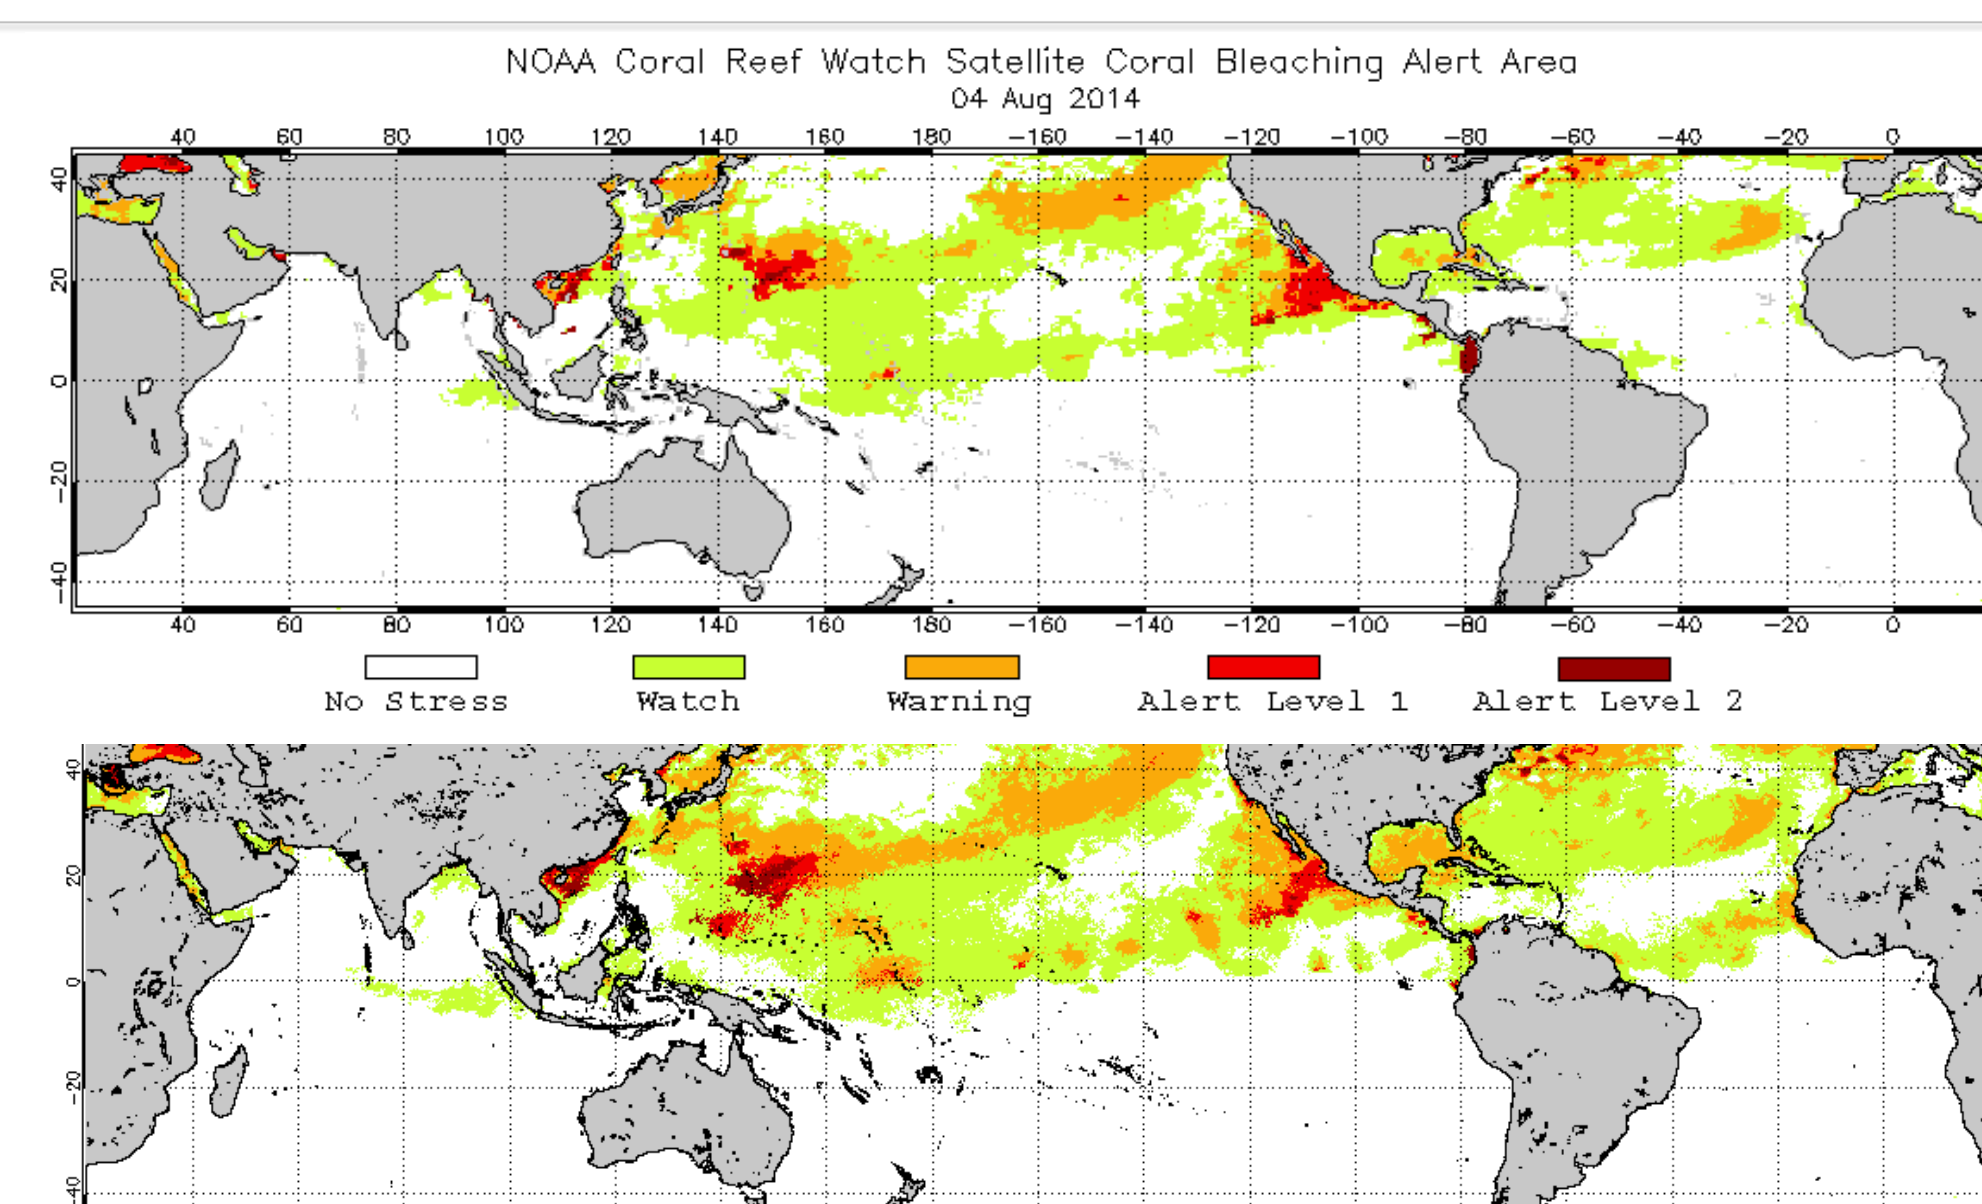 NOAA Coral Reef Watch Satellite Coral Bleaching Alert Area
04 Aug 2014
40 60 80 100 120 140 160 180 -160 -140 -120 -100 -80 -60 -40 -20 0
40
20
0
-20
-40
40 60 80 100 120 140 160 180 -160 -140 -120 -100 -80 -60 -40 -20 0
No Stress Watch Warning Alert Level 1 Alert Level 2
40
20
0
-20
-40